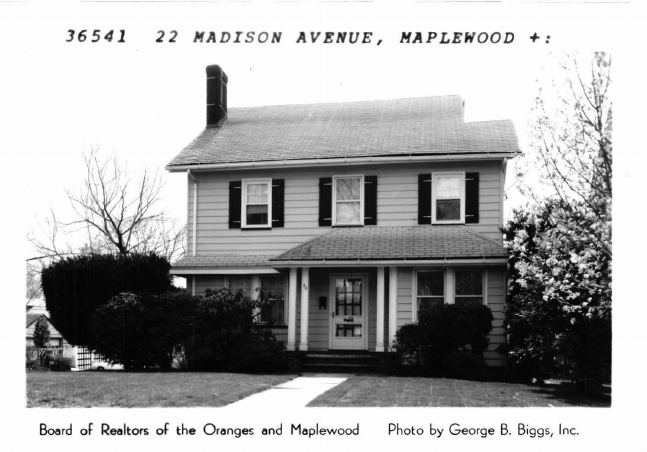 36541 22 MADISON AVENUE, MAPLEWOOD +:
Board of Realtors of the Oranges and Maplewood Photo by George B. Biggs, Inc.